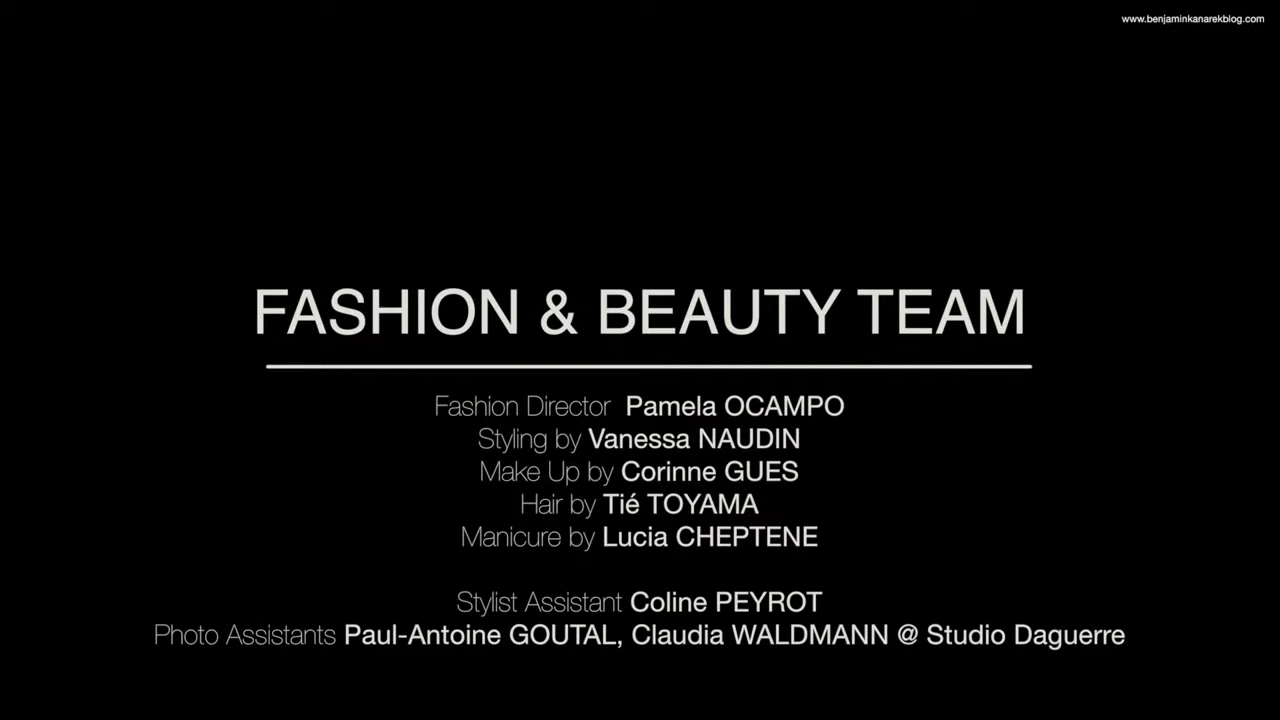 www.benjaminkanarekblog.com
FASHION & BEAUTY TEAM
Fashion Director Pamela OCAMPO
Styling by Vanessa NAUDIN
Make Up by Corinne GUES
Hair by Tié TOYAMA
Manicure by Lucia CHEPTENE
Stylist Assistant Coline PEYROT
Photo Assistants Paul-Antoine GOUTAL, Claudia WALDMANN @ Studio Daguerre